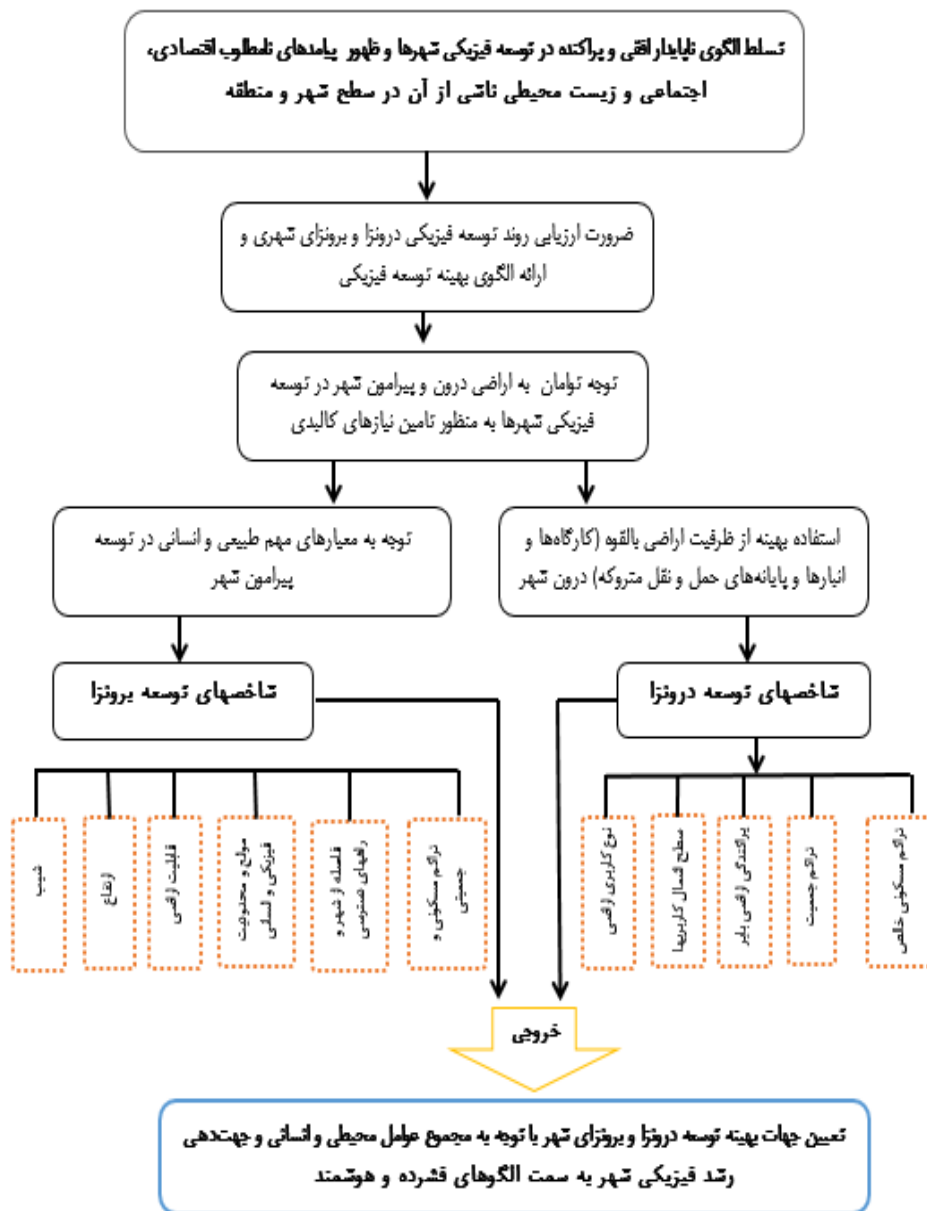 تسلط الگوی ناپایدار افقی و پراکنده در توسعه فیزیکی شهرها و ظهور پیامدهای نامطلوب اقتصادی،
اجتماعی و زیست محیطی ناشی از آن در سطح شهر و منطقه
ضرورت ارزیابی روند توسعه فیزیکی درونزا و برونزای شهری و
ارائه الگوی بهینه توسعه فیزیکی
توجه توامان به اراضی درون و پیرامون شهر در توسعه
فیزیکی شهرها به منظور تامین نیازهای کالبدی
استفاده بهینه از ظرفیت اراضی بالقوه (کارگاه‌ها و
انبارها و پایانه‌های حمل و نقل متروکه) درون شهر
توجه به معیارهای مهم طبیعی و انسانی در توسعه
پیرامون شهر
شاخصهای توسعه درونزا
شاخصهای توسعه برونزا
تراکم مسکونی خالص
تراکم جمعیت
پراکندگی اراضی بایر
سطح اشغال کاربریها
نوع کاربری اراضی
تراکم مسکونی و
جمعیتی
فاصله از شهر و
راههای دسترسی
موانع و محدودیت
فیزیکی و انسانی
قابلیت اراضی
ارتفاع
شیب
خروجی
تعیین جهات بهینه توسعه درونزا و برونزای شهر با توجه به مجموع عوامل محیطی و انسانی و جهت‌دهی
رشد فیزیکی شهر به سمت الگوهای فشرده و هوشمند